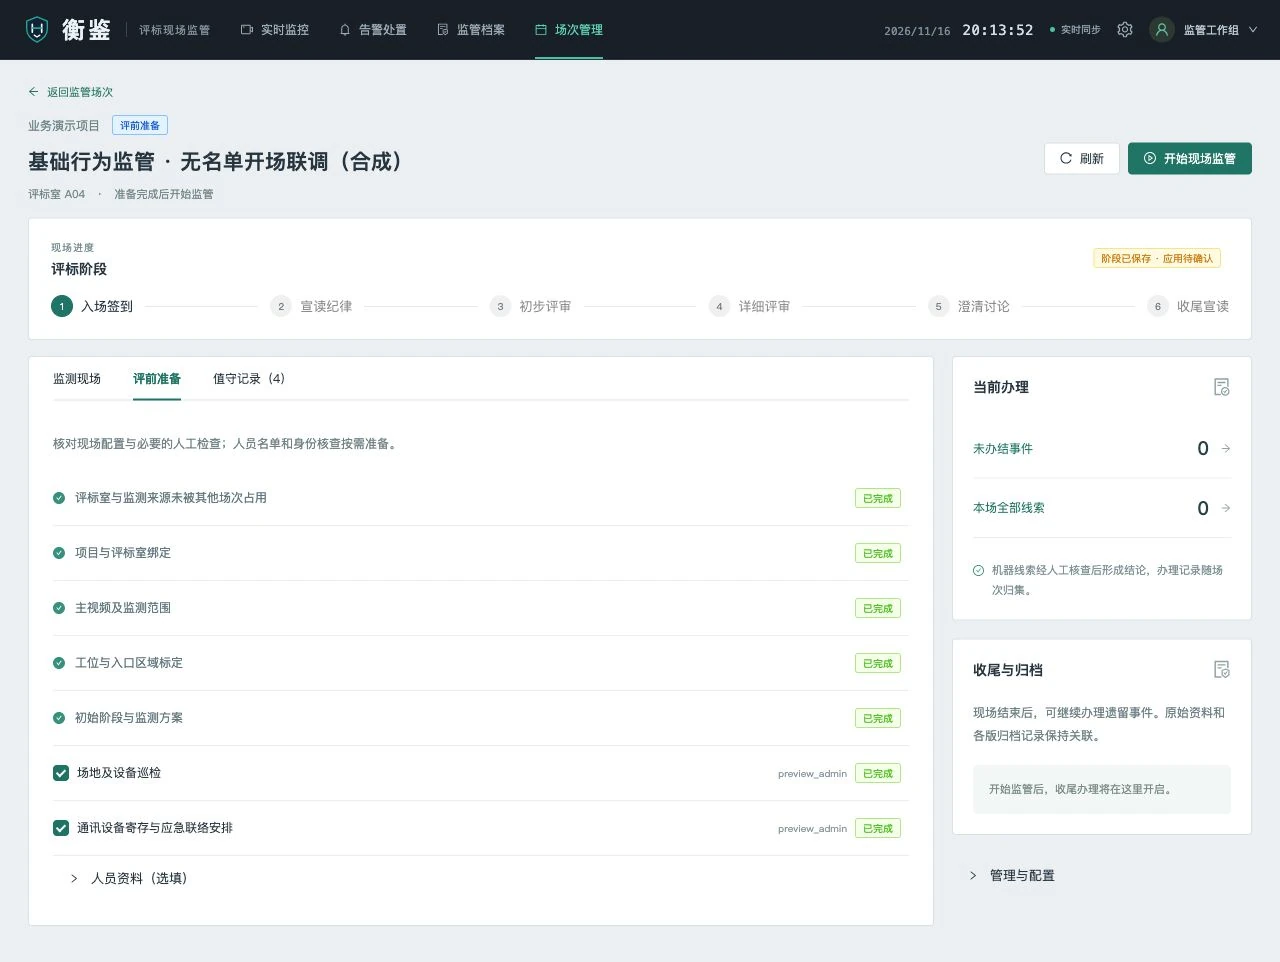 衡鉴 评标现场监管 实时监控 告警处置 监管档案 场次管理 2026/11/16 20:13:52 实时同步 监管工作组
返回监管场次
业务演示项目 评前准备
基础行为监管 · 无名单开场联调（合成）
刷新 开始现场监管
评标室 A04 · 准备完成后开始监管
现场进度
评标阶段
阶段已保存 · 应用待确认
1 入场签到 2 宣读纪律 3 初步评审 4 详细评审 5 澄清讨论 6 收尾宣读
监测现场 评前准备 值守记录（4）
核对现场配置与必要的人工检查；人员名单和身份核查按需准备。
评标室与监测来源未被其他场次占用 已完成
项目与评标室绑定 已完成
主视频及监测范围 已完成
工位与入口区域标定 已完成
初始阶段与监测方案 已完成
场地及设备巡检 preview_admin 已完成
通讯设备寄存与应急联络安排 preview_admin 已完成
人员资料（选填）
当前办理
未办结事件 0
本场全部线索 0
机器线索经人工核查后形成结论，办理记录随场
次归集。
收尾与归档
现场结束后，可继续办理遗留事件。原始资料和
各版归档记录保持关联。
开始监管后，收尾办理将在这里开启。
管理与配置